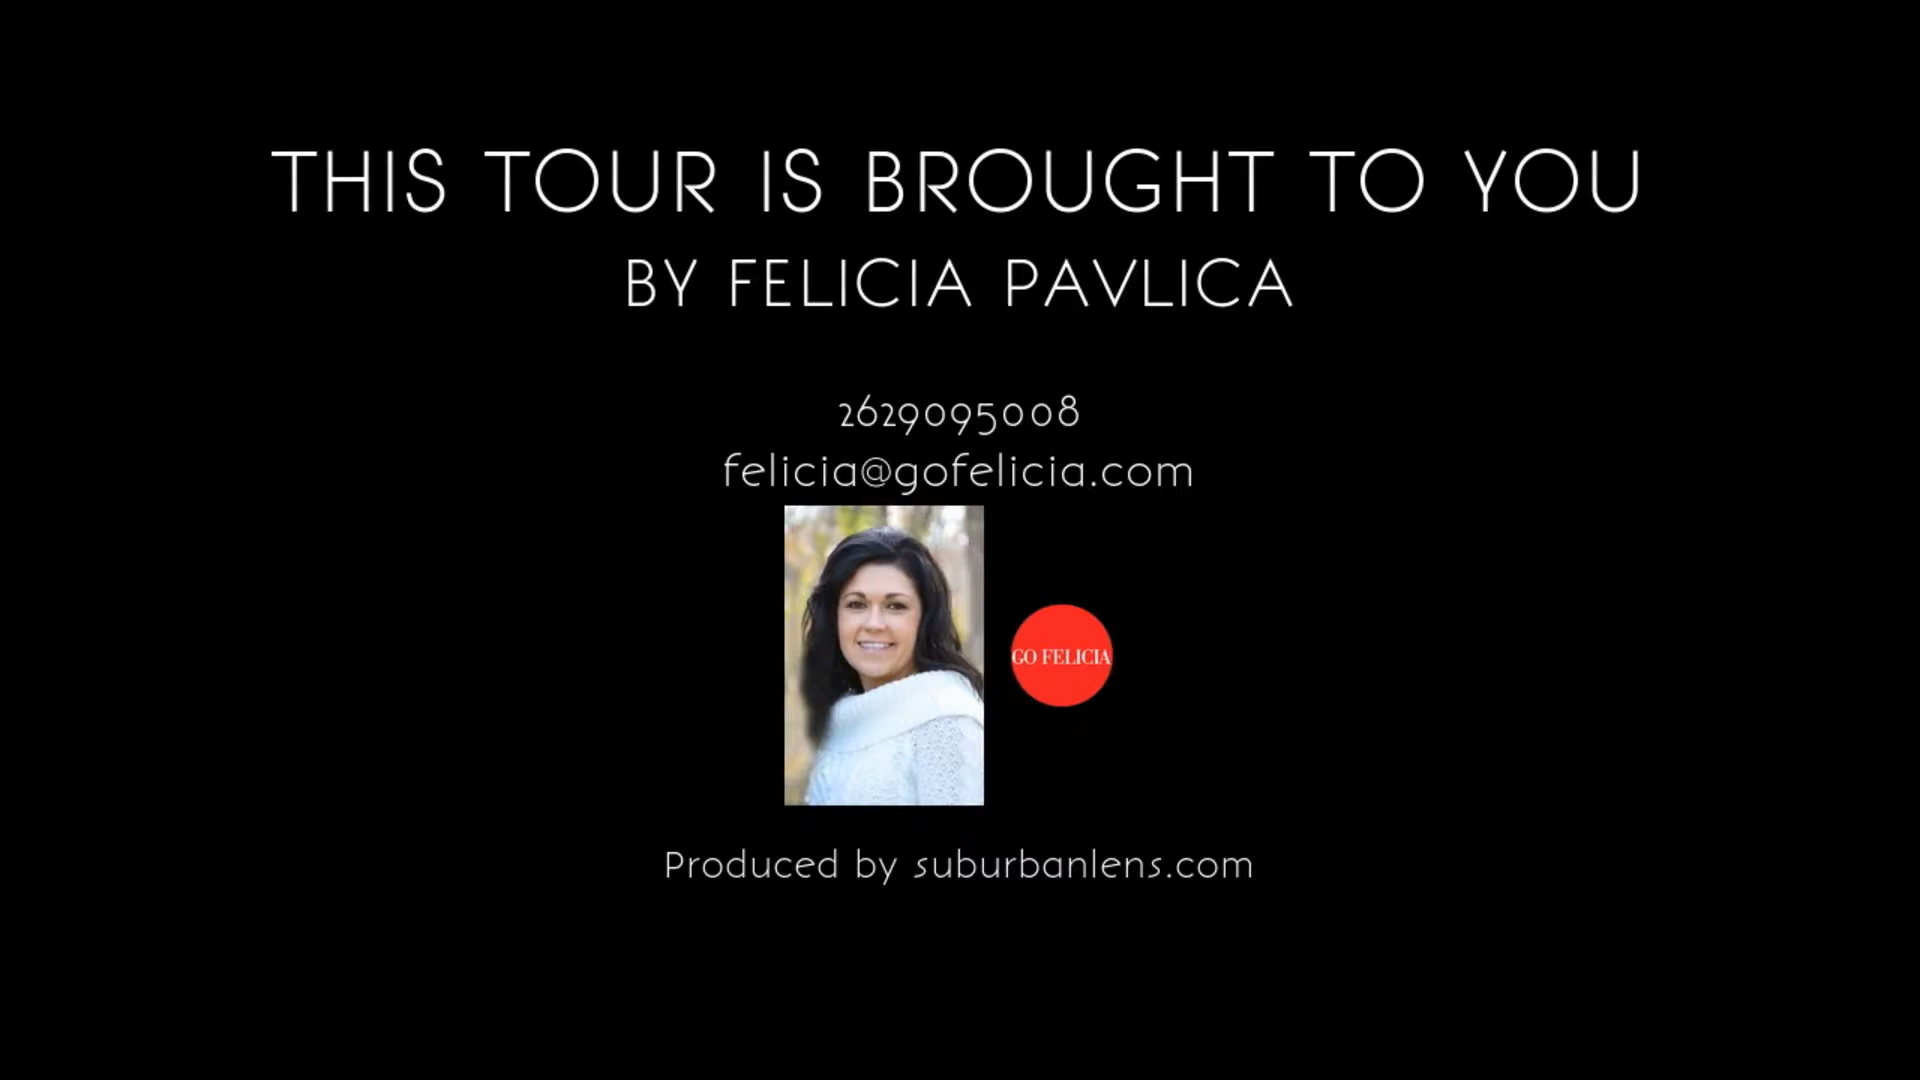 THIS TOUR IS BROUGHT TO YOU
BY FELICIA PAVLICA
2629095008
felicia@gofelicia.com
GO FELICIA
Produced by suburbanlens.com